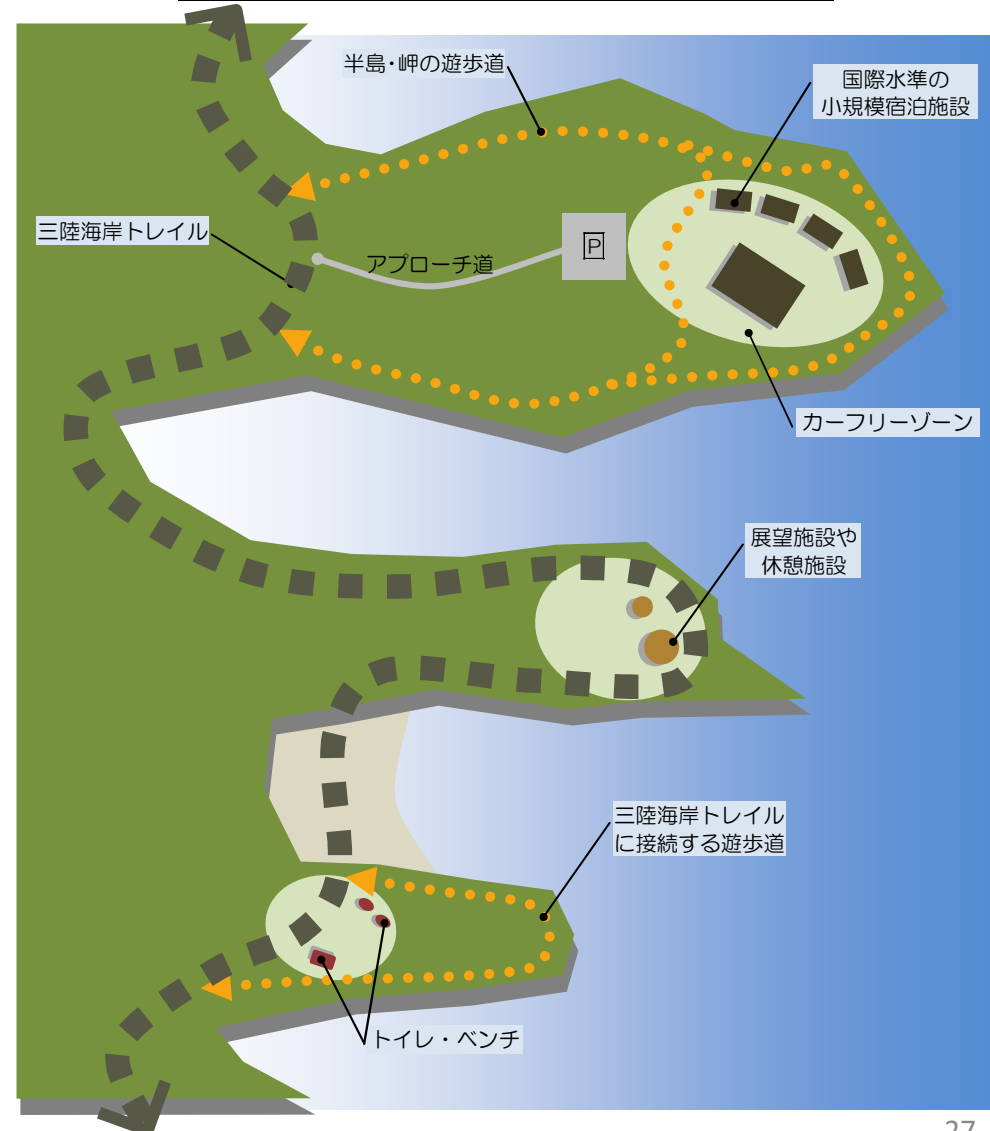 半島・岬の遊歩道
国際水準の
小規模宿泊施設
三陸海岸トレイル
アプローチ道
P
カーフリーゾーン
展望施設や
休憩施設
三陸海岸トレイル
に接続する遊歩道
トイレ・ベンチ
27